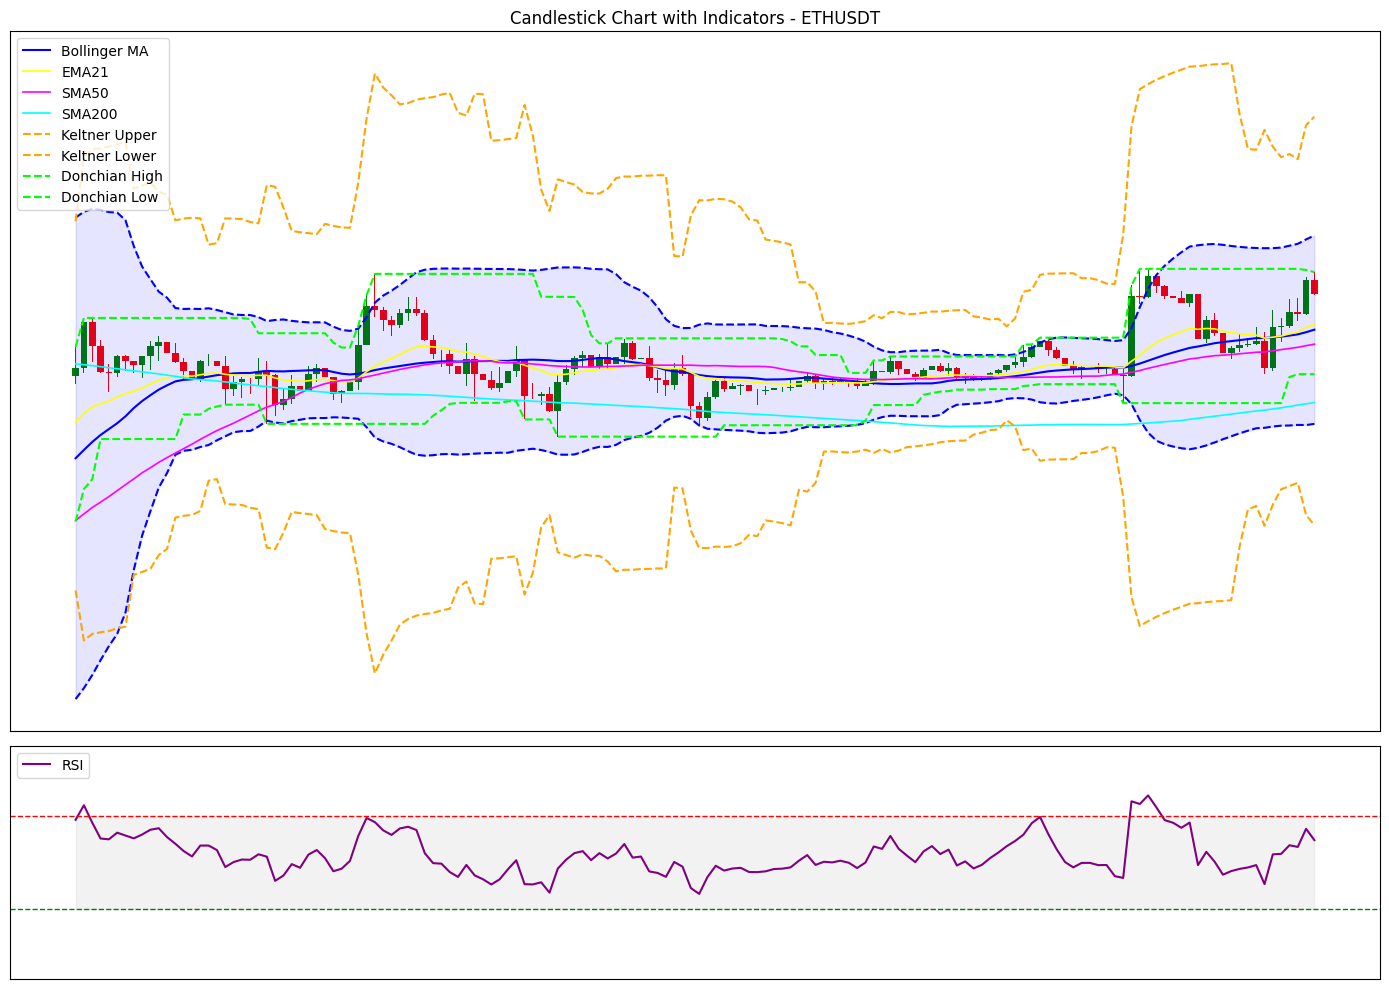 Candlestick Chart with Indicators - ETHUSDT
Bollinger MA
EMA21
SMA50
SMA200
Keltner Upper
Keltner Lower
Donchian High
Donchian Low
RSI